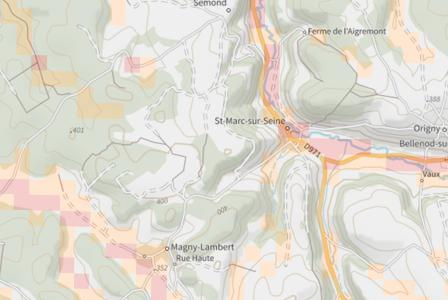 Semond
Ferme de l'Aigremont
388
Origny-
St-Marc-sur-Seine
D971
Bellenod-su
401
Vaux
400
400
Magny-Lambert
Rue Haute
352